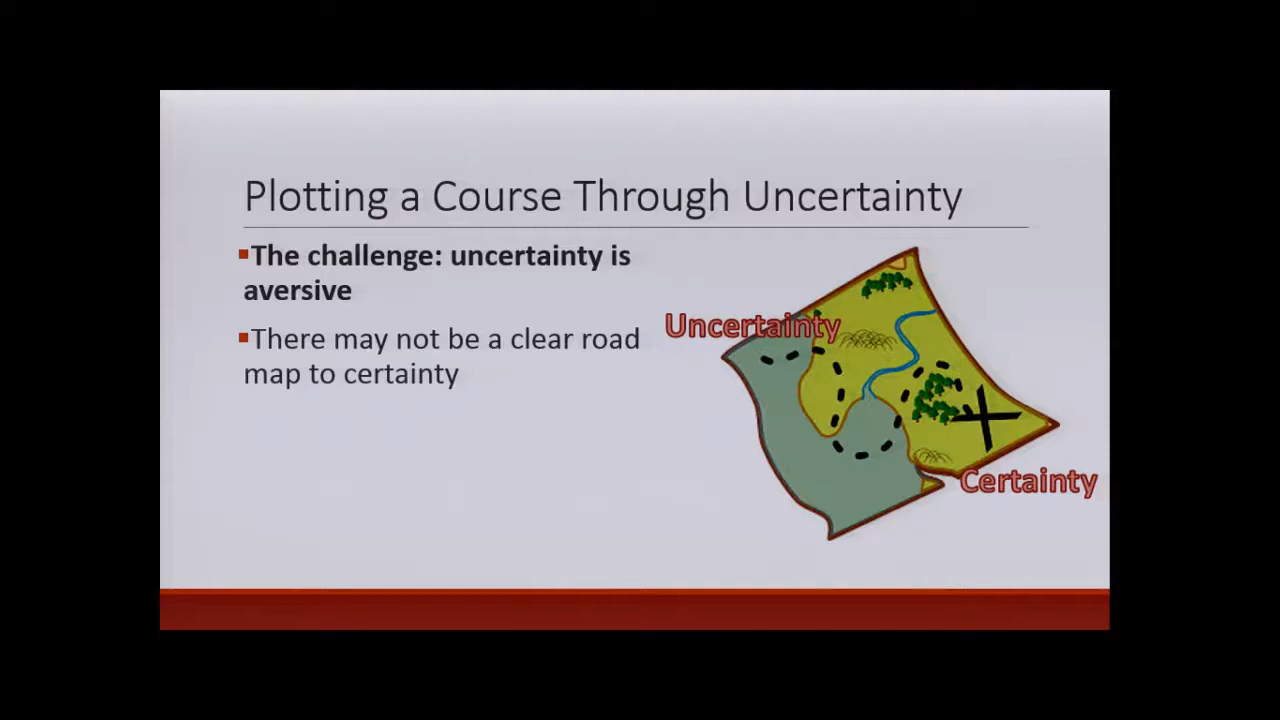 Plotting a Course Through Uncertainty
▪The challenge: uncertainty is
aversive
▪There may not be a clear road
map to certainty
Uncertainty
Certainty